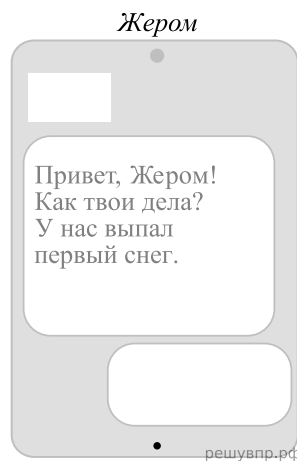 Жером
Привет, Жером!
Как твои дела?
У нас выпал
первый снег.
решувпр.рф